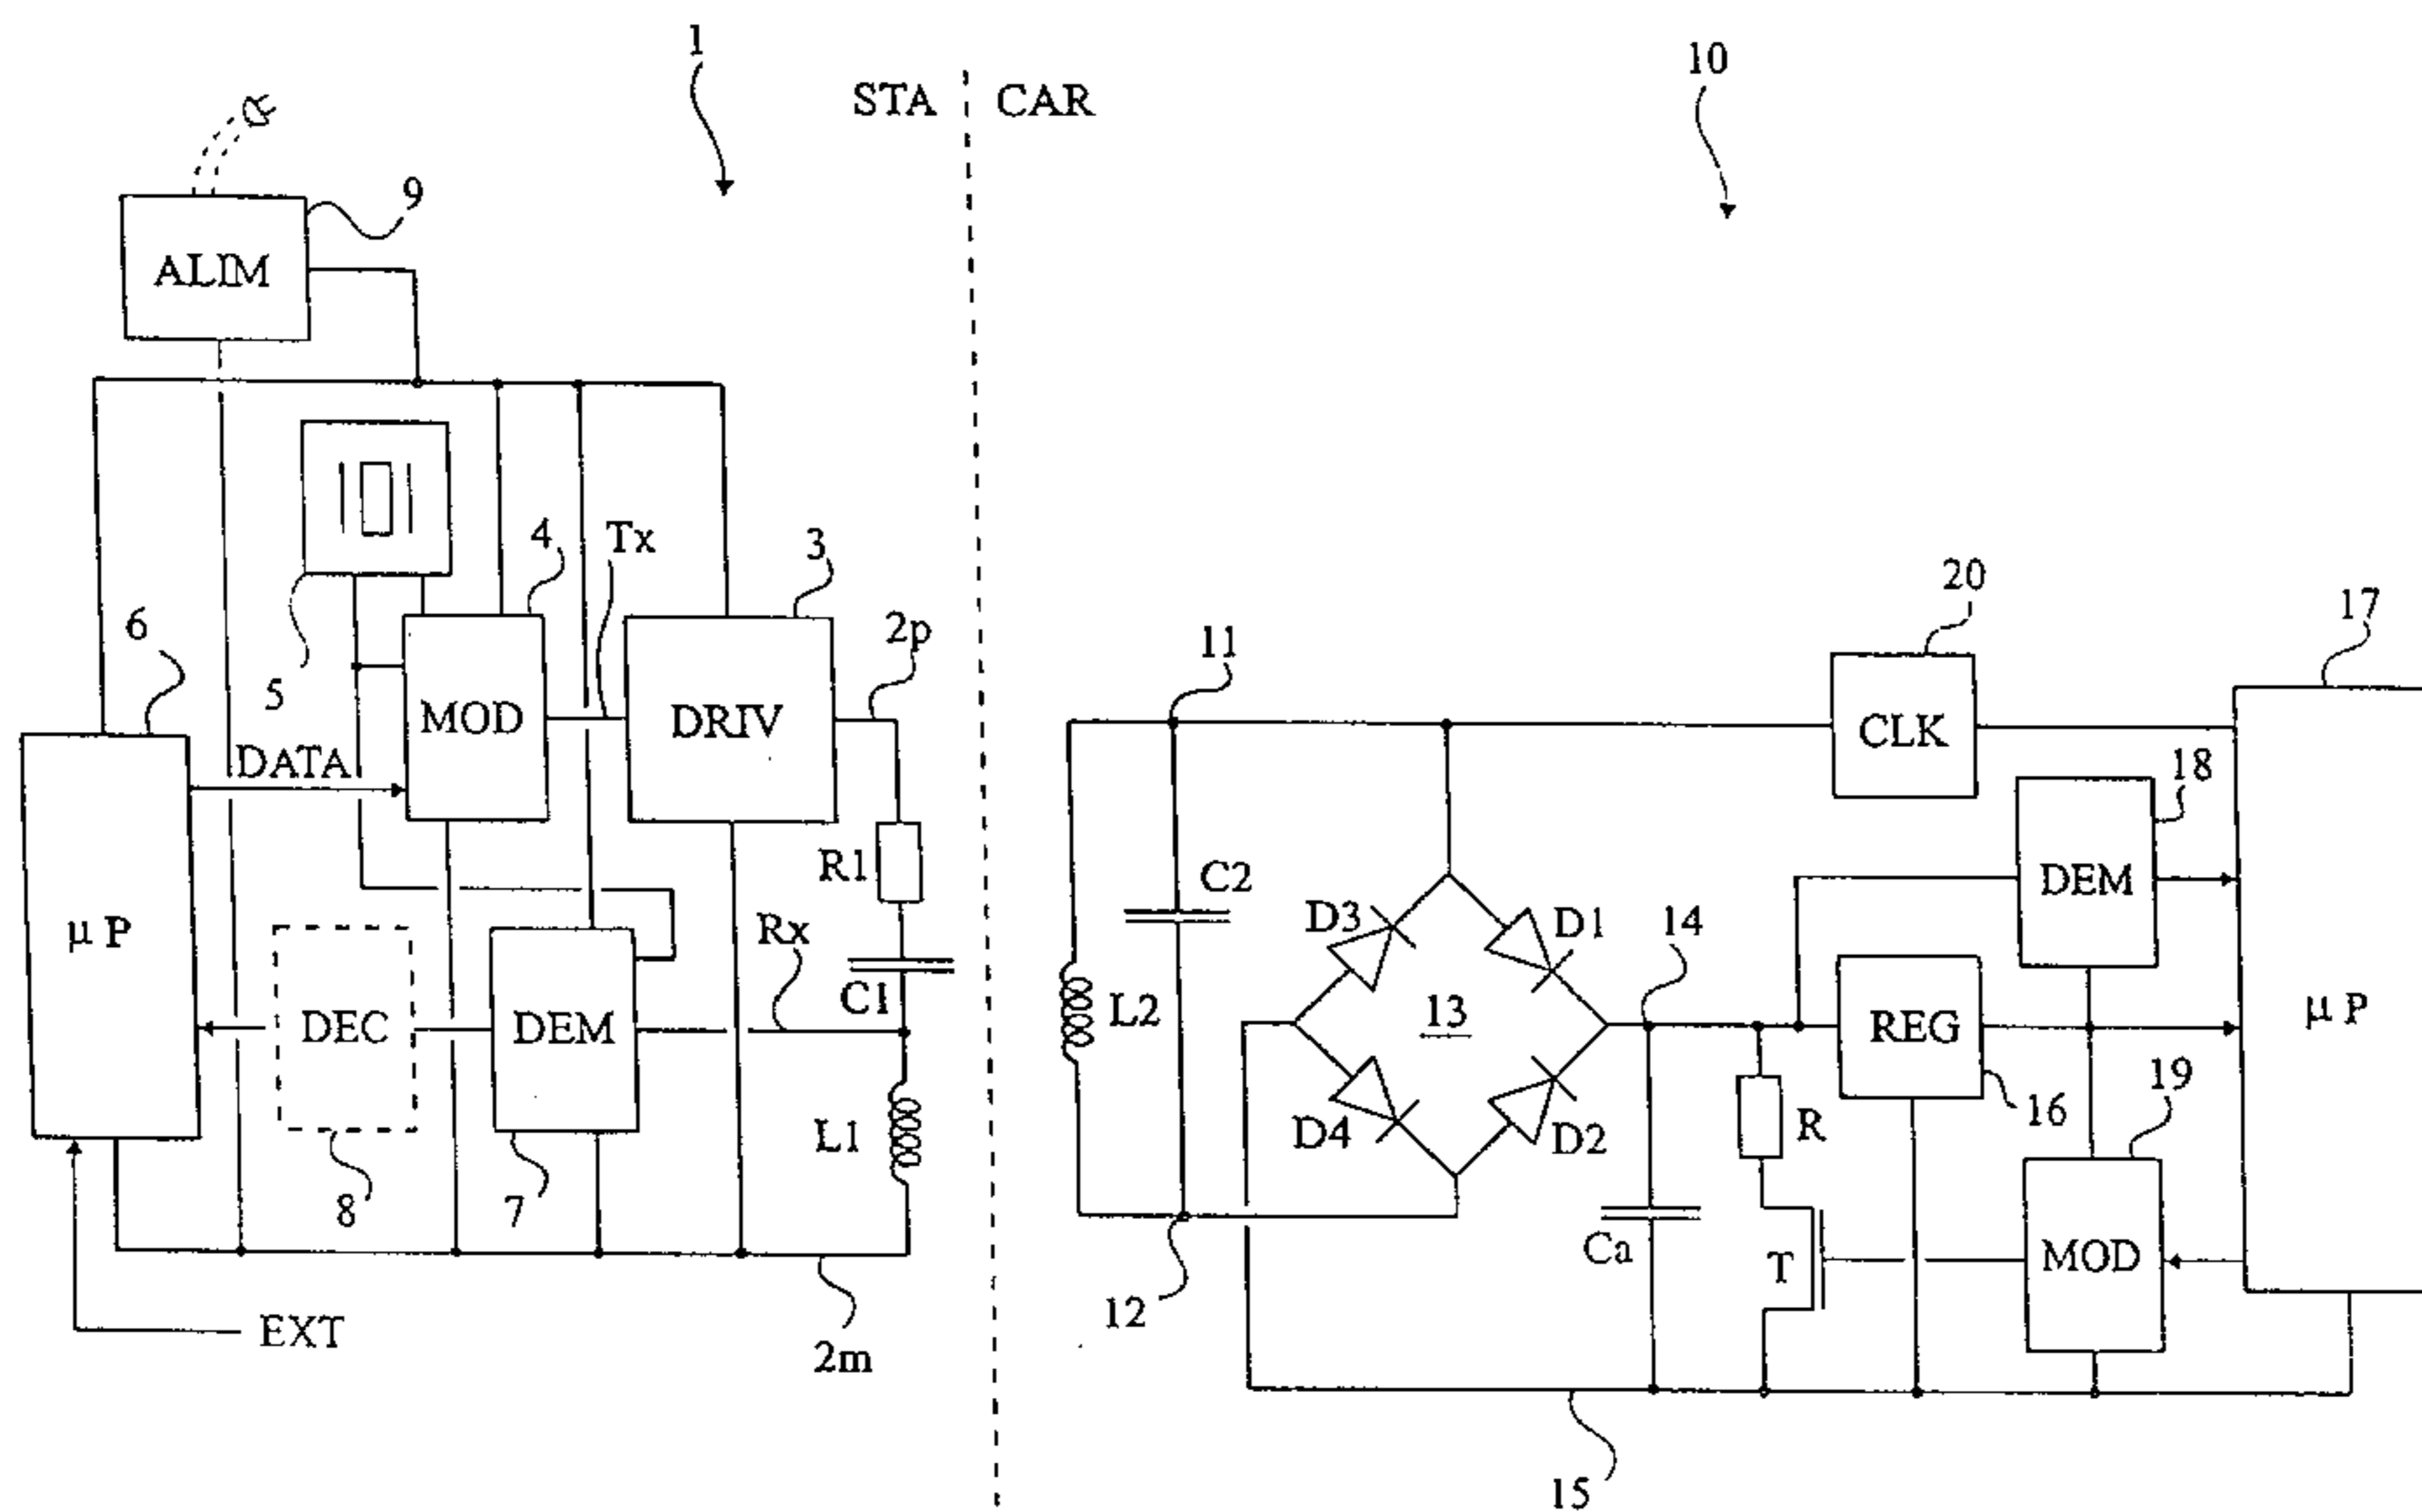 1
10
STA
CAR
9
ALIM
4
Tx
3
20
17
6
5
2p
11
MOD
DRIV
CLK
DATA
18
R1
C2
DEM
D3
D1
14
µ P
Rx
C1
DEC
DEM
L2
13
REG
µ P
19
L1
D4
D2
R
16
8
7
Ca
T
MOD
12
EXT
2m
15